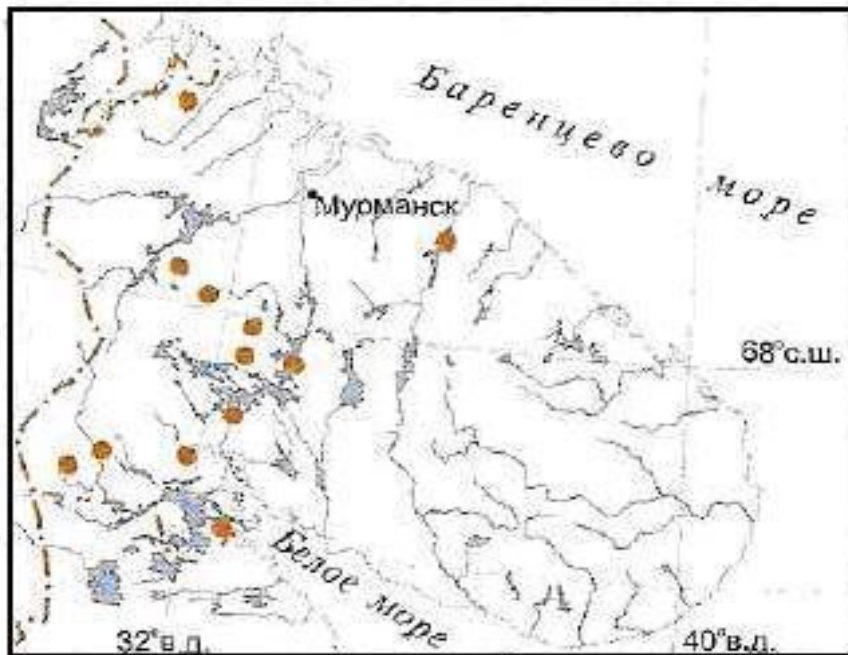 Баренцево
море
Мурманск
68°с.ш.
Белое море
32°в.д.
40°в.д.